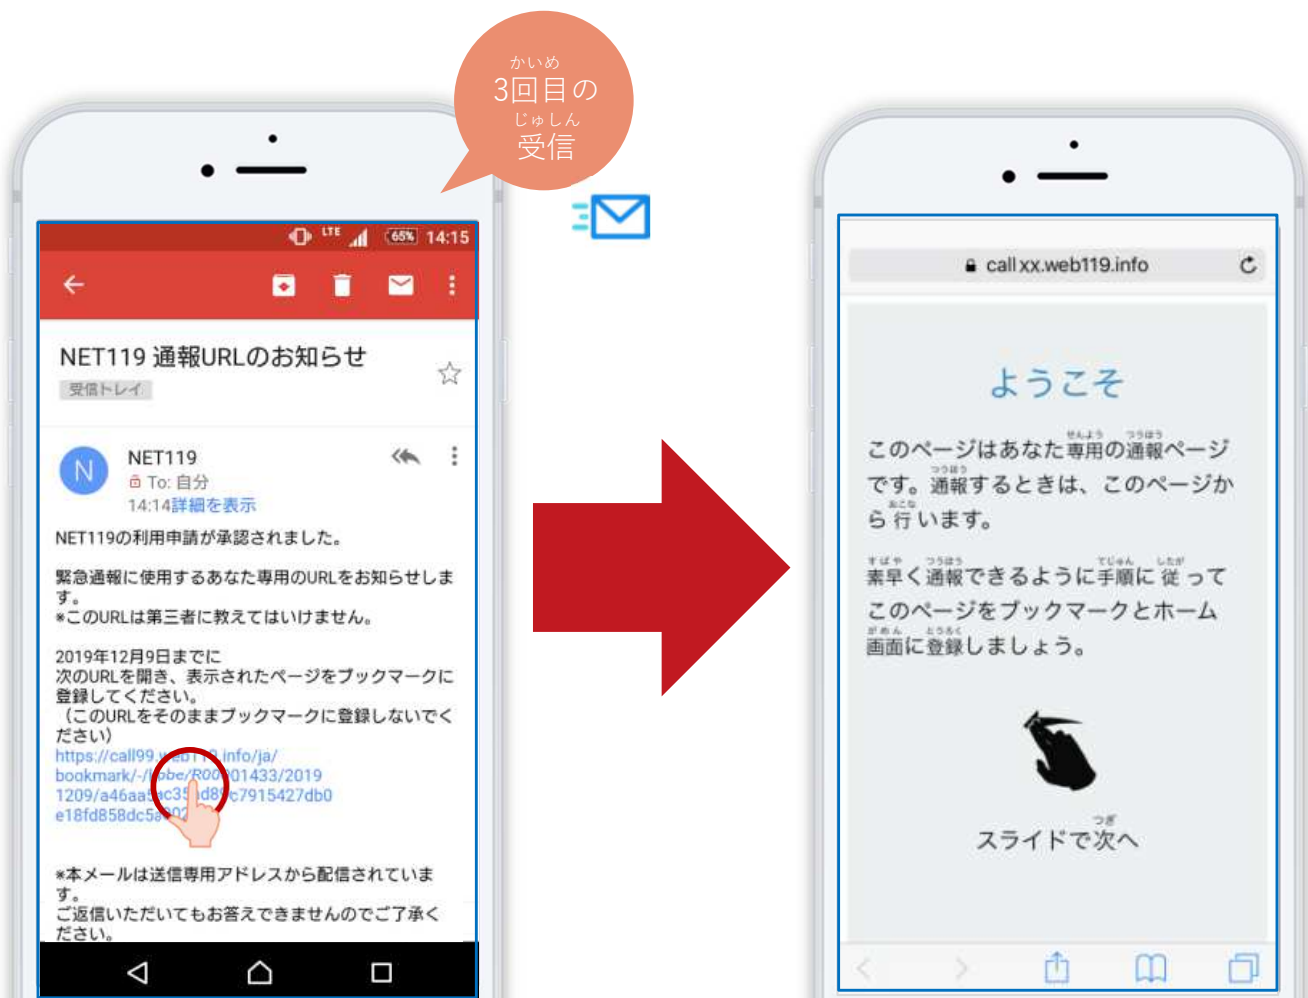 かいめ
3回目の
じゅしん
受信
LTE 65% 14:15
NET119 通報URLのお知らせ
受信トレイ
N
NET119
To: 自分
14:14詳細を表示
NET119の利用申請が承認されました。
緊急通報に使用するあなた専用のURLをお知らせしま
す。
*このURLは第三者に教えてはいけません。
2019年12月9日までに
次のURLを開き、表示されたページをブックマークに
登録してください。
（このURLをそのままブックマークに登録しないでく
ださい）
https://call99.web119.info/ja/
bookmark/-/kobe/R00001433/2019
*本メールは送信専用アドレスから配信されていま
す。
ご返信いただいてもお答えできませんのでご了承く
ださい。
call xx.web119.info
ようこそ
せんよう つうほう
このページはあなた専用の通報ページ
つうほう
です。通報するときは、このページか
おこな
ら行います。
すばや つうほう てじゅん したが
素早く通報できるように手順に従って
このページをブックマークとホーム
がめん とうろく
画面に登録しましょう。
つぎ
スライドで次へ